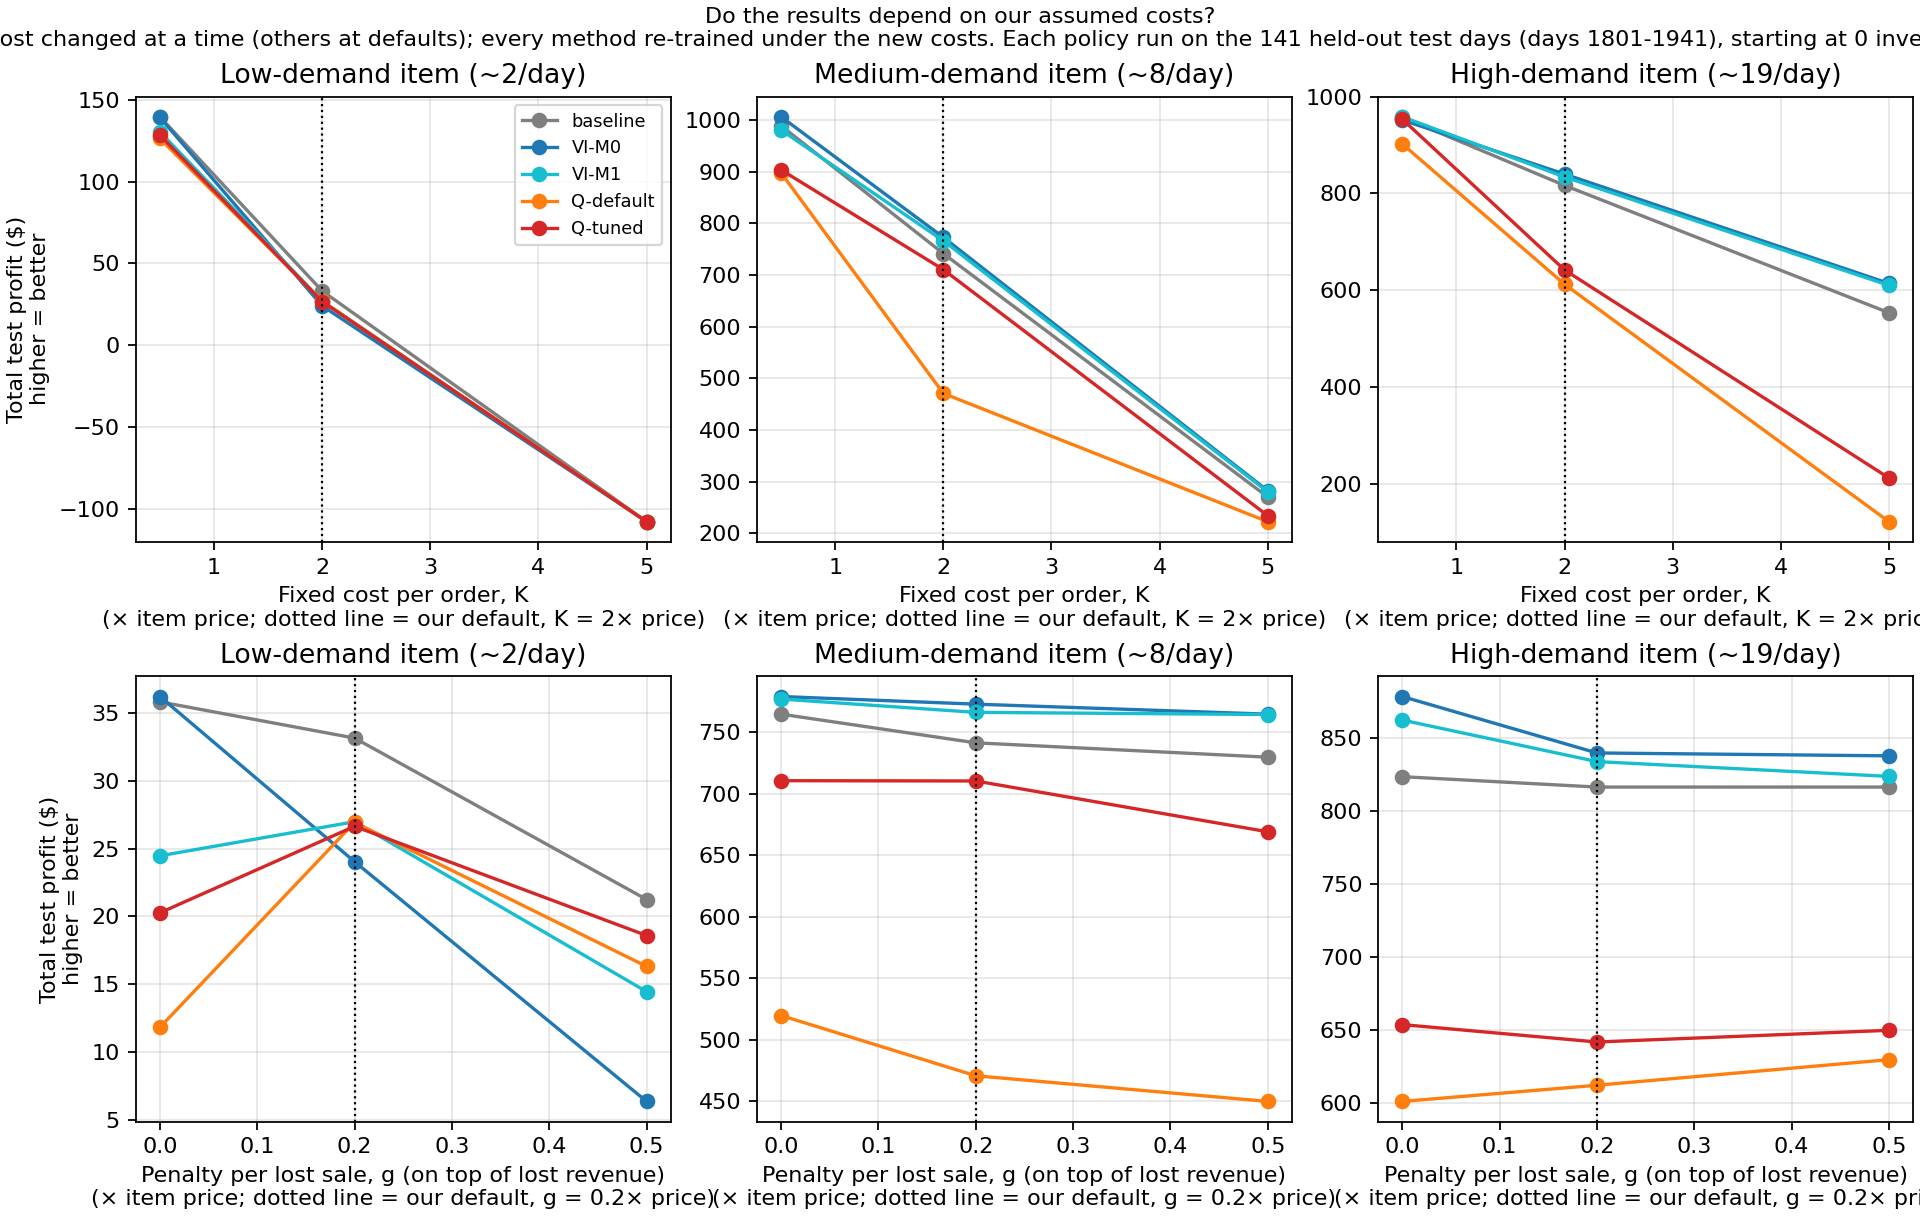 Do the results depend on our assumed costs?
ost changed at a time (others at defaults); every method re-trained under the new costs. Each policy run on the 141 held-out test days (days 1801-1941), starting at 0 inve
Low-demand item (~2/day)
Medium-demand item (~8/day)
High-demand item (~19/day)
Total test profit ($)
higher = better
150
100
50
0
−50
−100
baseline
VI-M0
VI-M1
Q-default
Q-tuned
1000
900
800
700
600
500
400
300
200
1000
800
600
400
200
1 2 3 4 5
1 2 3 4 5
1 2 3 4 5
Fixed cost per order, K
(× item price; dotted line = our default, K = 2× price)
Fixed cost per order, K
(× item price; dotted line = our default, K = 2× price)
Fixed cost per order, K
(× item price; dotted line = our default, K = 2× pric
Low-demand item (~2/day)
Medium-demand item (~8/day)
High-demand item (~19/day)
Total test profit ($)
higher = better
35
30
25
20
15
10
5
750
700
650
600
550
500
450
850
800
750
700
650
600
0.0 0.1 0.2 0.3 0.4 0.5
0.0 0.1 0.2 0.3 0.4 0.5
0.0 0.1 0.2 0.3 0.4 0.5
Penalty per lost sale, g (on top of lost revenue)
(× item price; dotted line = our default, g = 0.2× price)
Penalty per lost sale, g (on top of lost revenue)
(× item price; dotted line = our default, g = 0.2× price)
Penalty per lost sale, g (on top of lost revenue)
(× item price; dotted line = our default, g = 0.2× pri